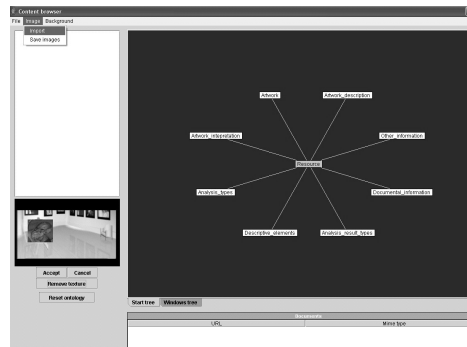 Content browser
File Image Background
Import
Save images
Artwork
Artwork_description
Artwork_intepretation
Other_information
Resource
Analysis_types
Documental_information
Descriptive_elements
Analysis_result_types
Accept Cancel
Remove texture
Reset ontology
Start tree Windows tree
Documents
URL Mime type